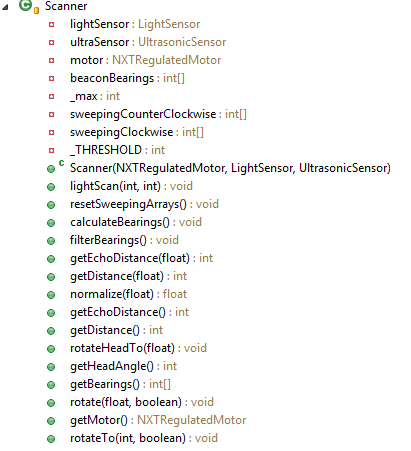 Scanner
lightSensor : LightSensor
ultraSensor : UltrasonicSensor
motor : NXTRegulatedMotor
beaconBearings : int[]
_max : int
sweepingCounterClockwise : int[]
sweepingClockwise : int[]
_THRESHOLD : int
Scanner(NXTRegulatedMotor, LightSensor, UltrasonicSensor)
lightScan(int, int) : void
resetSweepingArrays() : void
calculateBearings() : void
filterBearings() : void
getEchoDistance(float) : int
getDistance(float) : int
normalize(float) : float
getEchoDistance() : int
getDistance() : int
rotateHeadTo(float) : void
getHeadAngle() : int
getBearings() : int[]
rotate(float, boolean) : void
getMotor() : NXTRegulatedMotor
rotateTo(int, boolean) : void